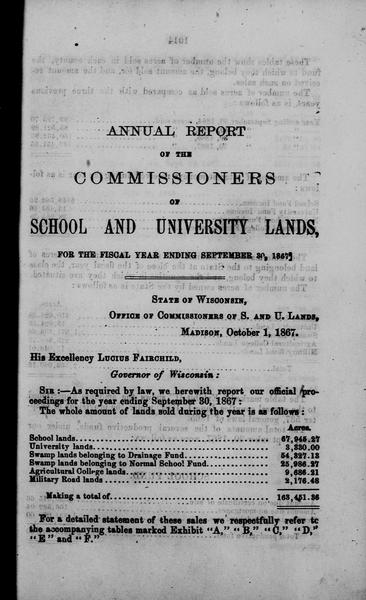 ANNUAL REPORT
OF THE
COMMISSIONERS
OF
SCHOOL AND UNIVERSITY LANDS,
FOR THE FISCAL YEAR ENDING SEPTEMBER 30, 1867.
STATE OF WISCONSIN,
OFFICE OF COMMISSIONERS OF S. AND U. LANDS,
MADISON, October 1, 1867.
His Excellency LUCIUS FAIRCHILD,
Governor of Wisconsin:
SIR:—As required by law, we herewith report our official pro-
ceedings for the year ending September 30, 1867:
The whole amount of lands sold during the year is as follows:
Acres.
School lands 67,945.27
University lands 3,330.00
Swamp lands belonging to Drainage Fund 54,327.13
Swamp lands belonging to Normal School Fund 25,986.27
Agricultural College lands 9,686.21
Military Road lands 2,176.48
Making a total of 163,451.36
For a detailed statement of these sales we respectfully refer to
the accompanying tables marked Exhibit "A," "B," "C," "D,"
"E" and "F."